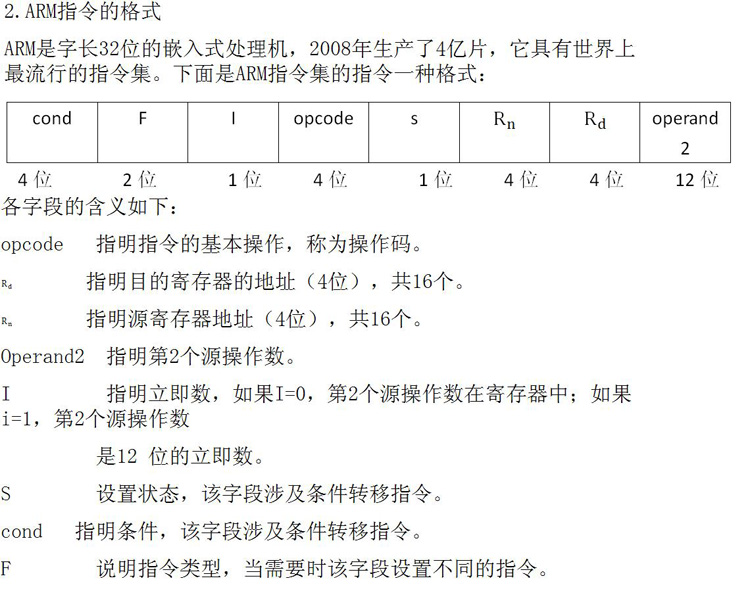 2.ARM指令的格式
ARM是字长32位的嵌入式处理机，2008年生产了4亿片，它具有世界上
最流行的指令集。下面是ARM指令集的指令一种格式：
cond F I opcode s Rn Rd operand
2
4 位 2 位 1 位 4 位 1 位 4 位 4 位 12 位
各字段的含义如下：
opcode 指明指令的基本操作，称为操作码。
Rd 指明目的寄存器的地址（4位），共16个。
Rn 指明源寄存器地址（4位），共16个。
Operand2 指明第2个源操作数。
I 指明立即数，如果I=0，第2个源操作数在寄存器中；如果
i=1，第2个源操作数
是12 位的立即数。
S 设置状态，该字段涉及条件转移指令。
cond 指明条件，该字段涉及条件转移指令。
F 说明指令类型，当需要时该字段设置不同的指令。